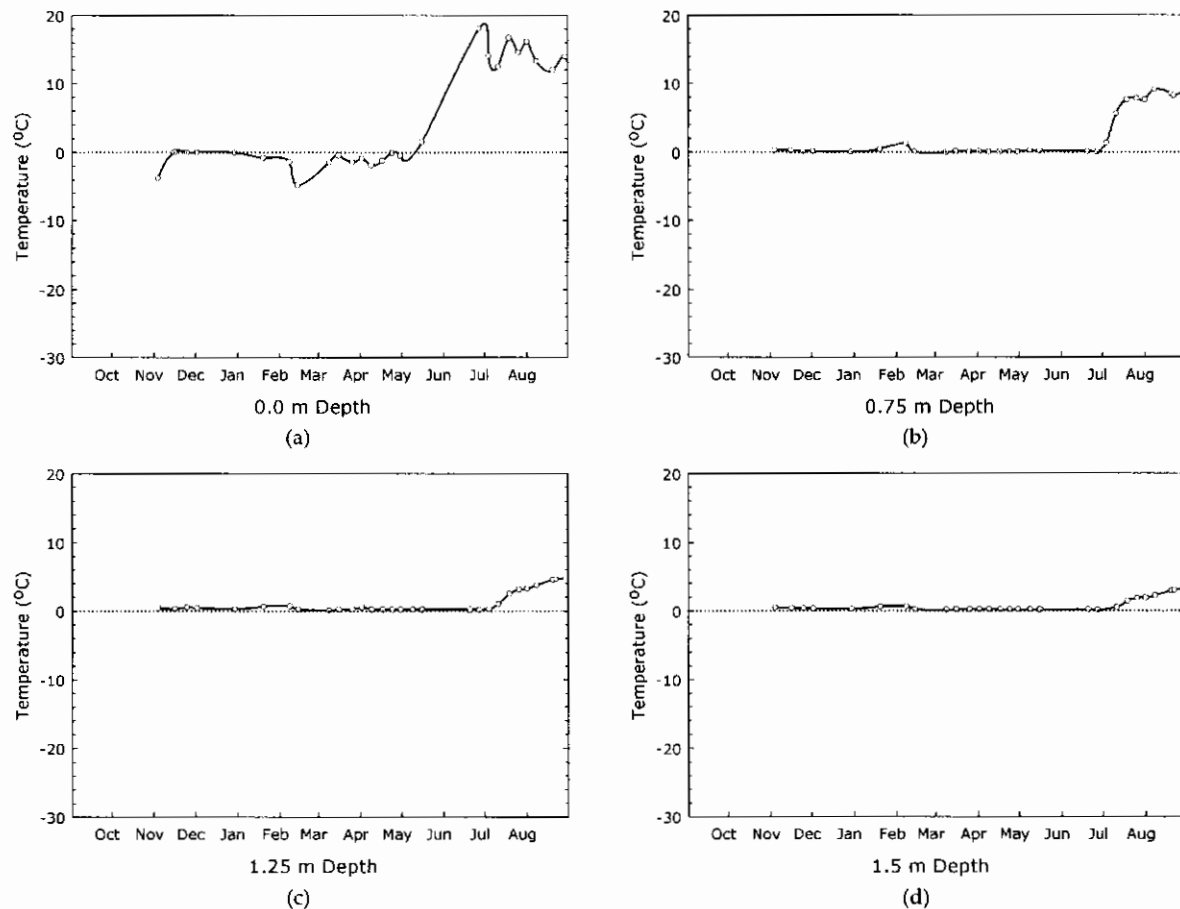 20
10
0
-10
-20
-30
Temperature (⁰C)
Oct Nov Dec Jan Feb Mar Apr May Jun Jul Aug
0.0 m Depth
(a)
20
10
0
-10
-20
-30
Temperature (⁰C)
Oct Nov Dec Jan Feb Mar Apr May Jun Jul Aug
0.75 m Depth
(b)
20
10
0
-10
-20
-30
Temperature (⁰C)
Oct Nov Dec Jan Feb Mar Apr May Jun Jul Aug
1.25 m Depth
(c)
20
10
0
-10
-20
-30
Temperature (⁰C)
Oct Nov Dec Jan Feb Mar Apr May Jun Jul Aug
1.5 m Depth
(d)